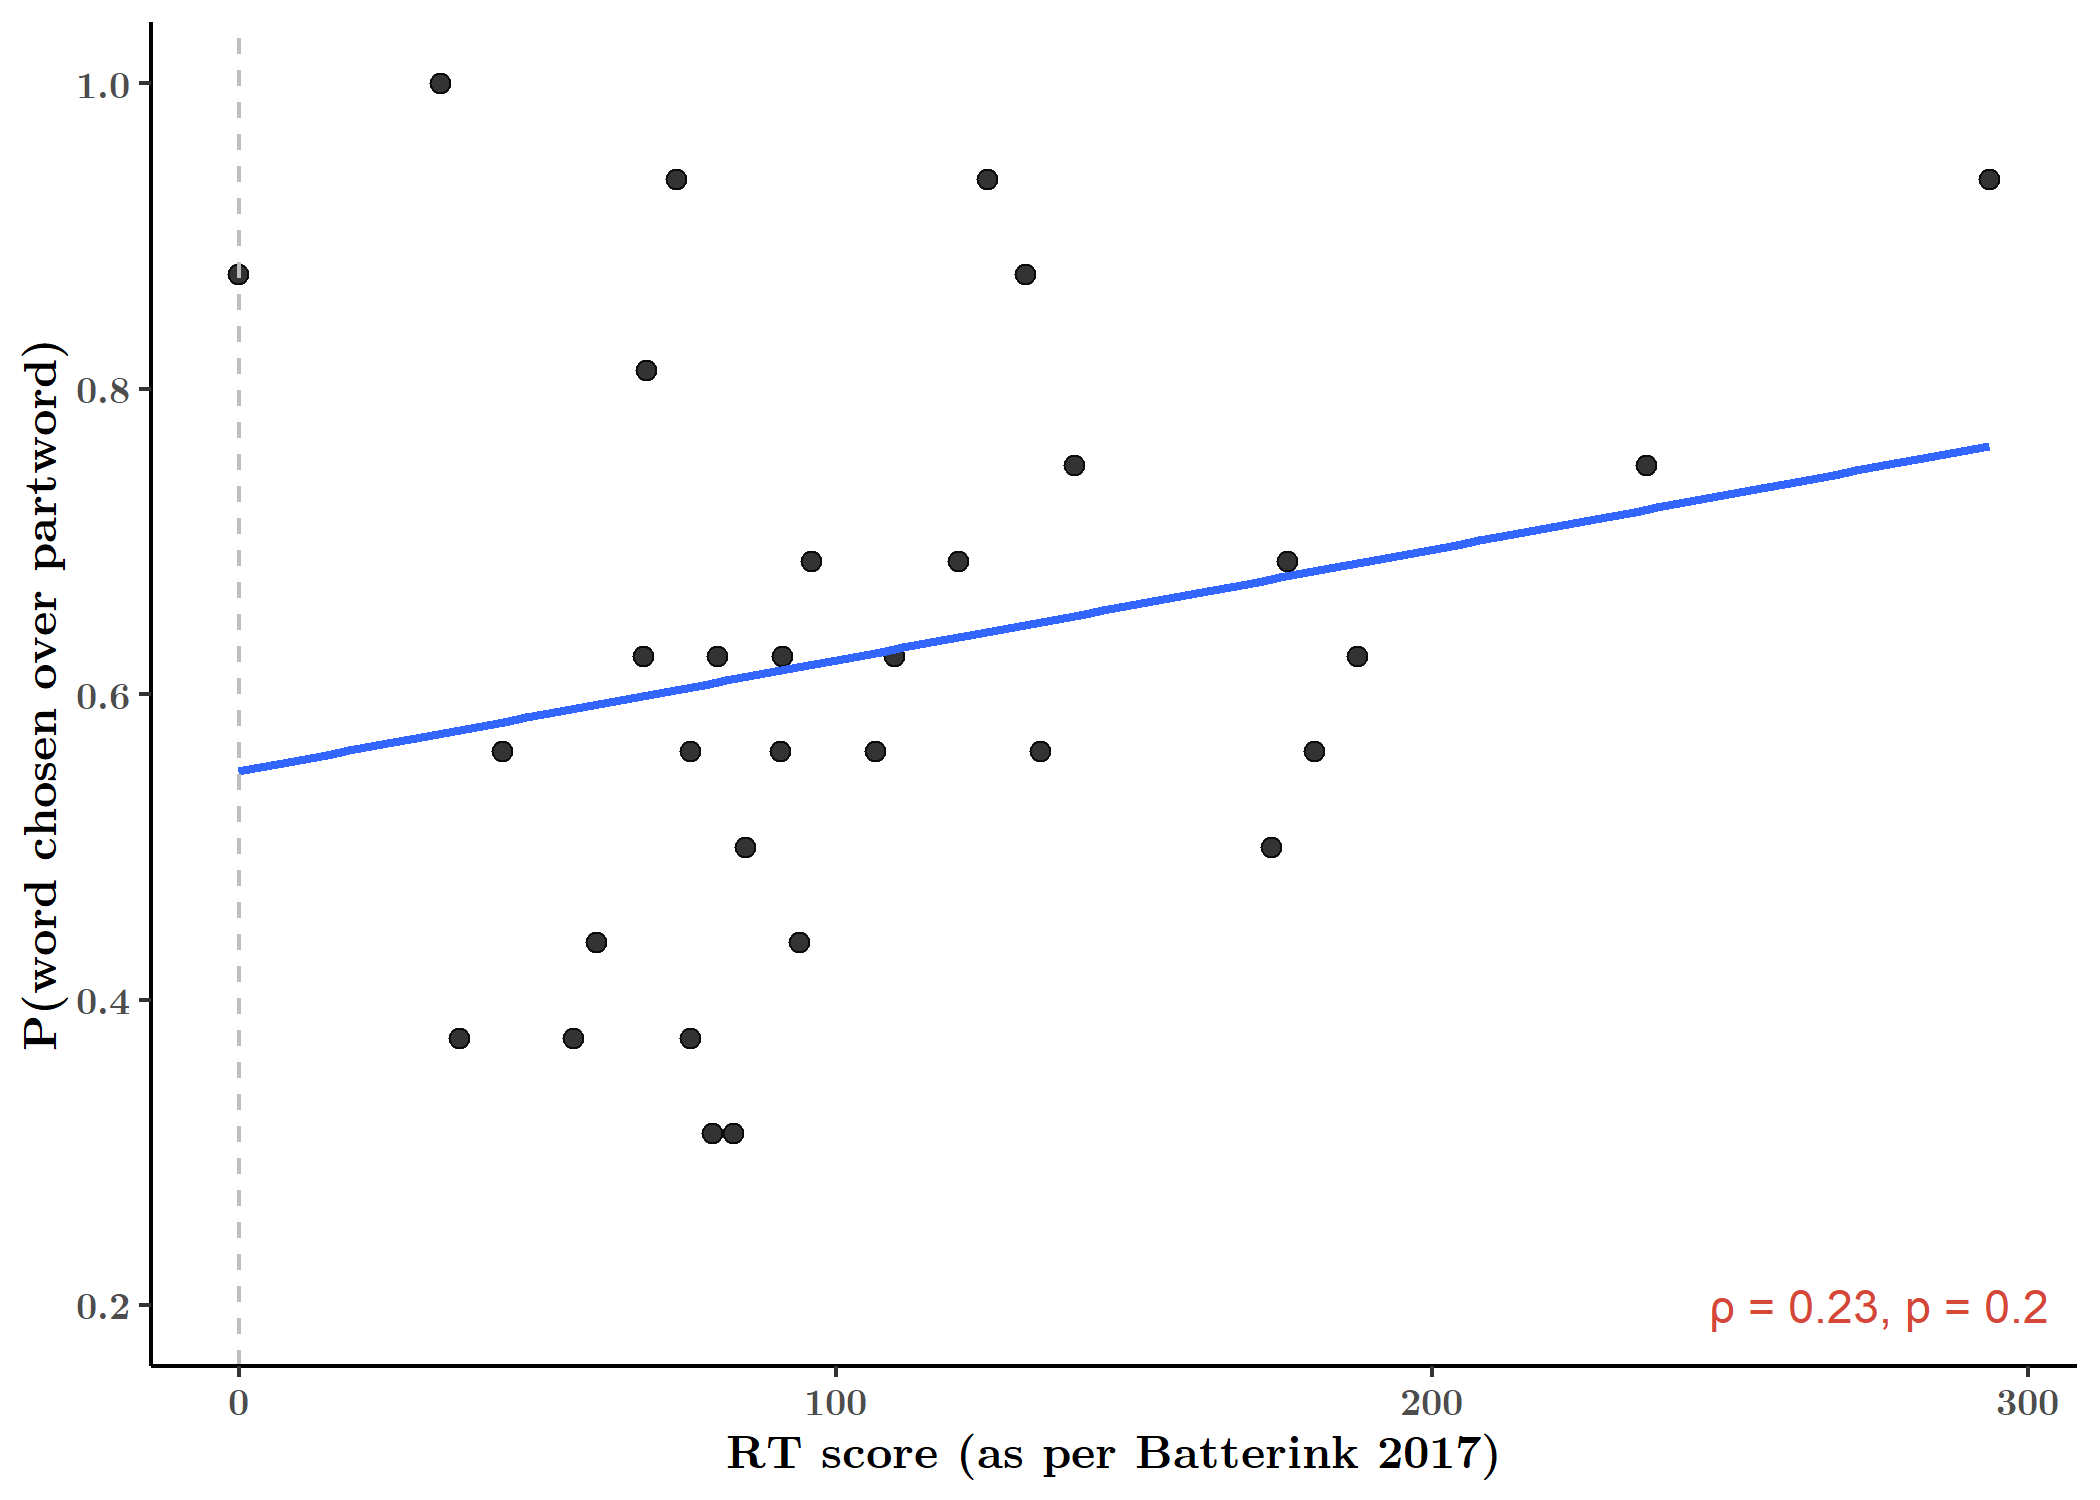 P(word chosen over partword)
1.0
0.8
0.6
0.4
0.2
ρ = 0.23, p = 0.2
0 100 200 300
RT score (as per Batterink 2017)